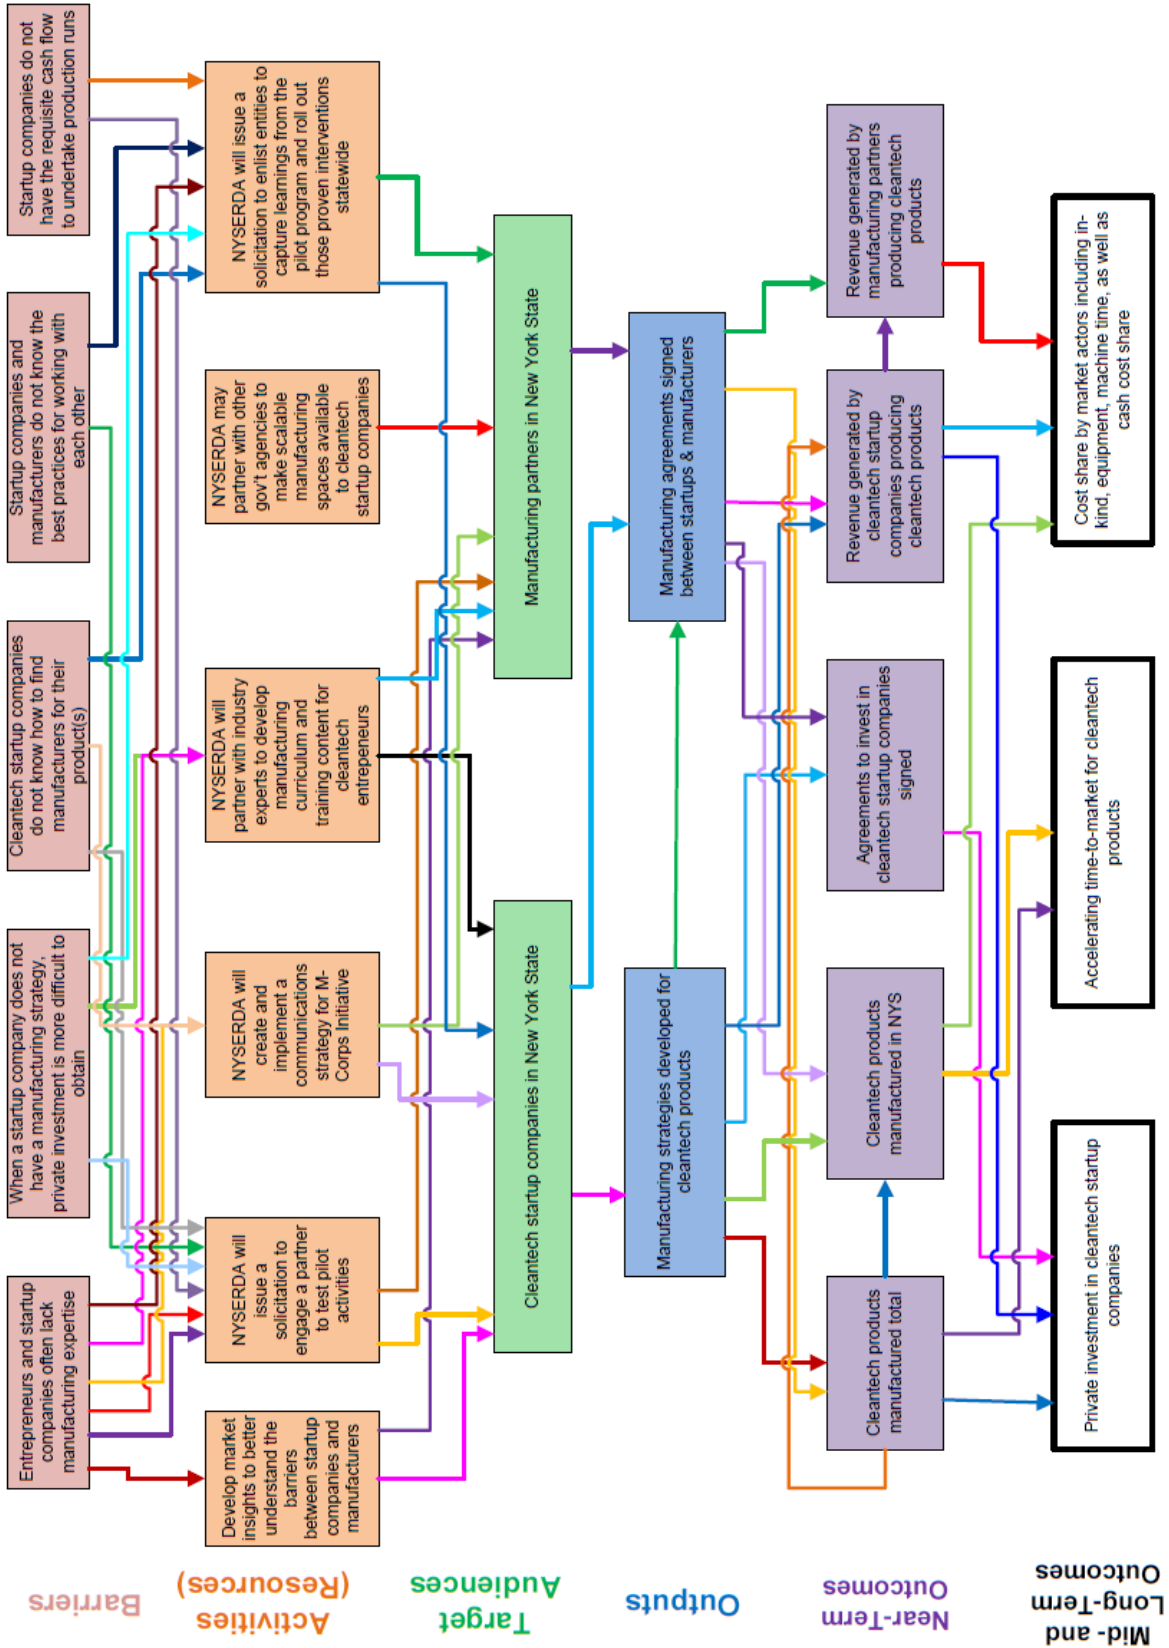 Barriers
Entrepreneurs and startup
companies often lack
manufacturing expertise
When a startup company does not
have a manufacturing strategy,
private investment is more difficult to
obtain
Cleantech startup companies
do not know how to find
manufacturers for their
product(s)
Startup companies and
manufacturers do not know the
best practices for working with
each other
Startup companies do not
have the requisite cash flow
to undertake production runs
Activities
(Resources)
Develop market
insights to better
understand the
barriers
between startup
companies and
manufacturers
NYSERDA will
issue a
solicitation to
engage a partner
to test pilot
activities
NYSERDA will
create and
implement a
communications
strategy for M-
Corps Initiative
NYSERDA will
partner with industry
experts to develop
manufacturing
curriculum and
training content for
cleantech
entrepeneurs
NYSERDA may
partner with other
gov't agencies to
make scalable
manufacturing
spaces available
to cleantech
startup companies
NYSERDA will issue a
solicitation to enlist entities to
capture learnings from the
pilot program and roll out
those proven interventions
statewide
Target
Audiences
Cleantech startup companies in New York State
Manufacturing partners in New York State
Outputs
Manufacturing strategies developed for
cleantech products
Manufacturing agreements signed
between startups & manufacturers
Near-Term
Outcomes
Cleantech products
manufactured total
Cleantech products
manufactured in NYS
Agreements to invest in
cleantech startup companies
signed
Revenue generated by
cleantech startup
companies producing
cleantech products
Revenue generated by
manufacturing partners
producing cleantech
products
Mid- and
Long-Term
Outcomes
Private investment in cleantech startup
companies
Accelerating time-to-market for cleantech
products
Cost share by market actors including in-
kind, equipment, machine time, as well as
cash cost share